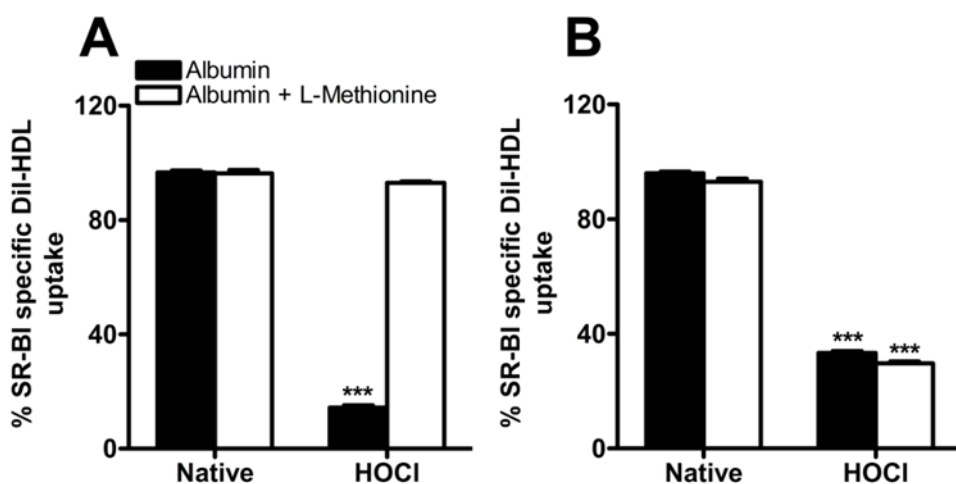 A
B
Albumin
Albumin + L-Methionine
% SR-BI specific DiI-HDL
uptake
120
80
40
0
***
Native
HOCl
% SR-BI specific DiI-HDL
uptake
120
80
40
0
***
***
Native
HOCl